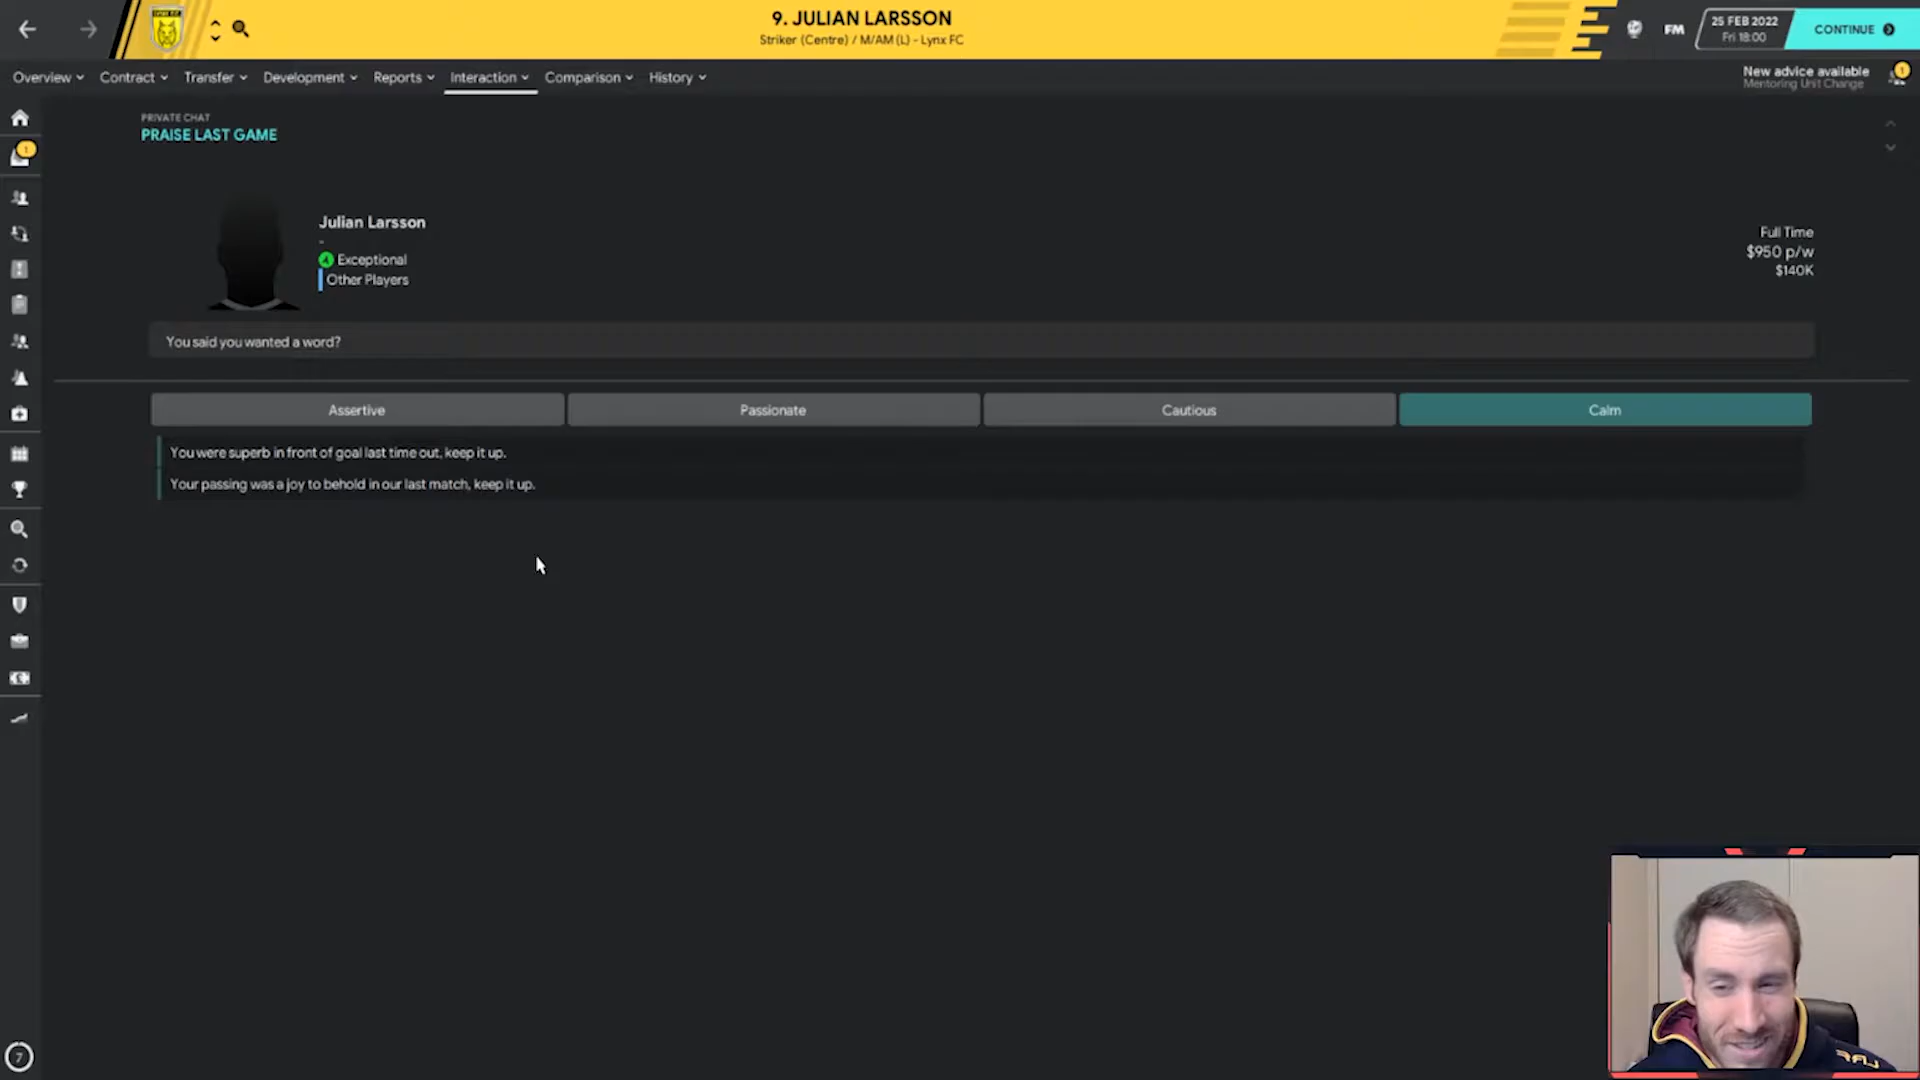 9. JULIAN LARSSON
Striker (Centre) / M/AM (L) - Lynx FC
FM
25 FEB 2022
Fri 18:00
CONTINUE
Overview
Contract
Transfer
Development
Reports
Interaction
Comparison
History
New advice available
Mentoring Unit Change
1
PRIVATE CHAT
PRAISE LAST GAME
1
Julian Larsson
-
Exceptional
Other Players
Full Time
$950 p/w
$140K
You said you wanted a word?
Assertive
Passionate
Cautious
Calm
You were superb in front of goal last time out, keep it up.
Your passing was a joy to behold in our last match, keep it up.
7